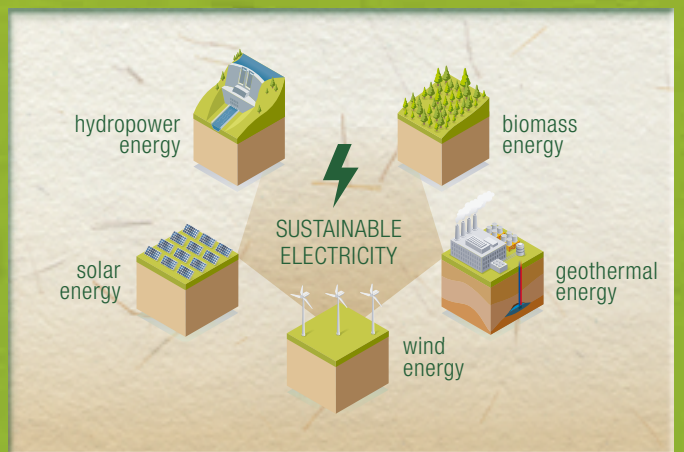 hydropower
energy
biomass
energy
SUSTAINABLE
ELECTRICITY
solar
energy
geothermal
energy
wind
energy